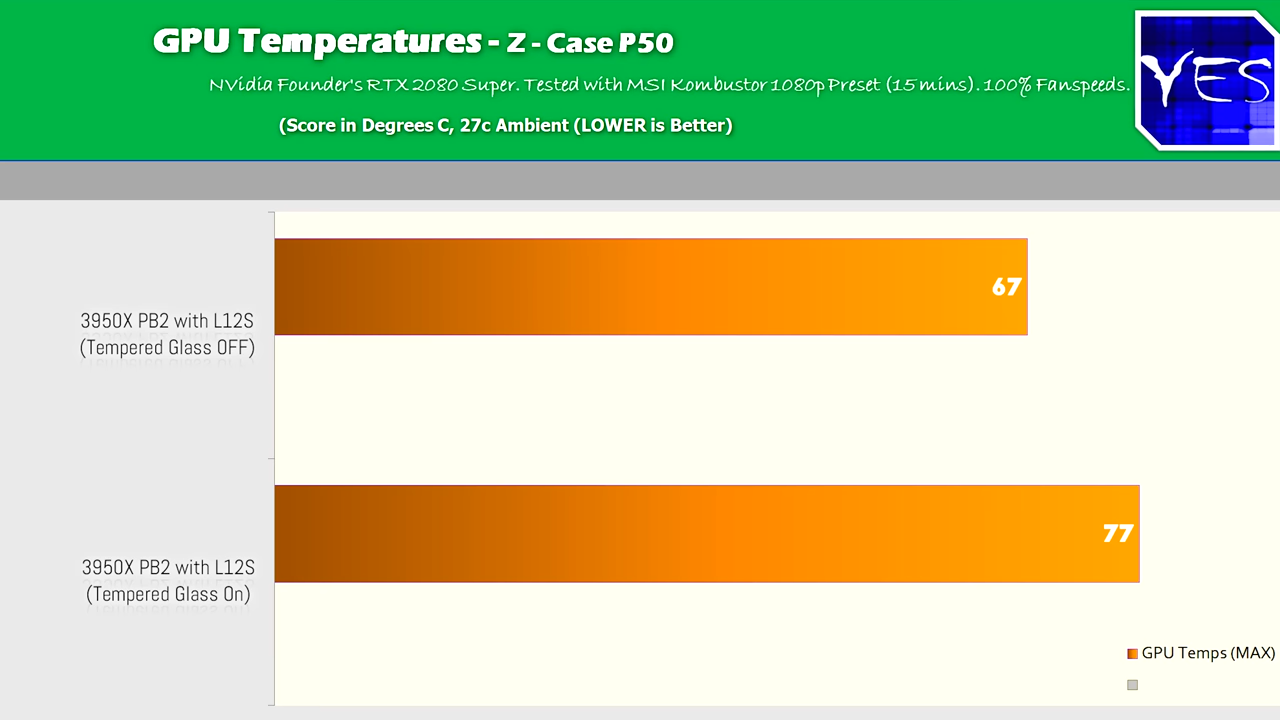 GPU Temperatures - Z - Case P50
NVidia Founder's RTX 2080 Super. Tested with MSI Kombustor 1080p Preset (15 mins). 100% Fanspeeds.
YES
(Score in Degrees C, 27c Ambient (LOWER is Better)
67
3950X PB2 with L12S
(Tempered Glass OFF)
77
3950X PB2 with L12S
(Tempered Glass On)
GPU Temps (MAX)